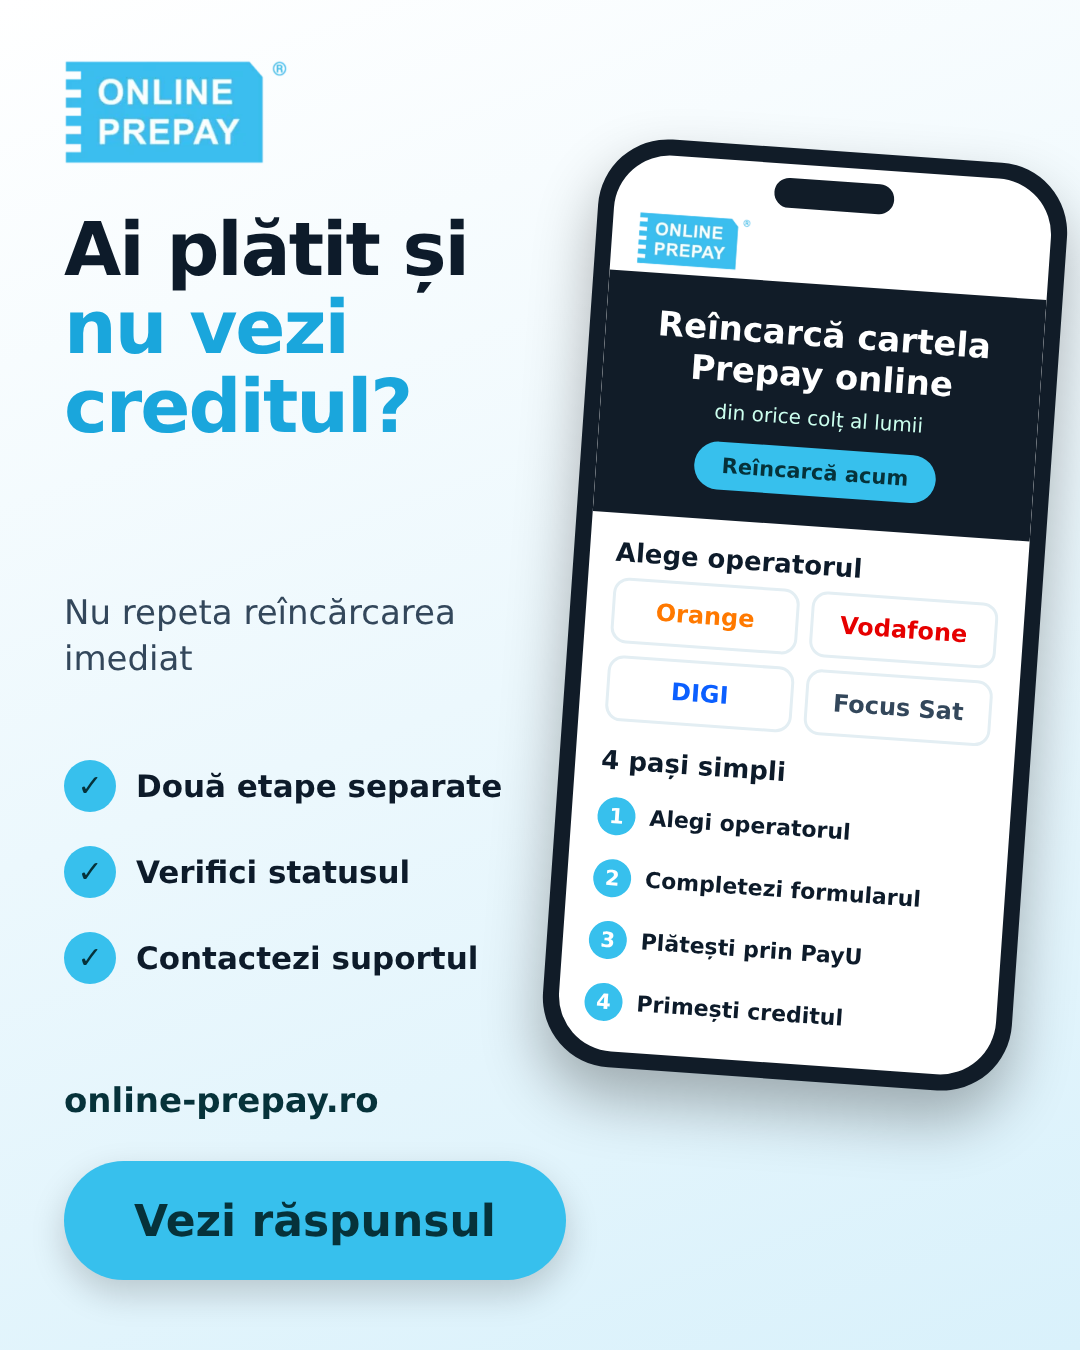 ONLINE
PREPAY
®
Ai plătit și
nu vezi
creditul?
Nu repeta reîncărcarea
imediat
✓ Două etape separate
✓ Verifici statusul
✓ Contactezi suportul
online-prepay.ro
Vezi răspunsul
ONLINE
PREPAY
®
Reîncarcă cartela
Prepay online
din orice colț al lumii
Reîncarcă acum
Alege operatorul
Orange Vodafone
DIGI Focus Sat
4 pași simpli
1 Alegi operatorul
2 Completezi formularul
3 Plătești prin PayU
4 Primești creditul